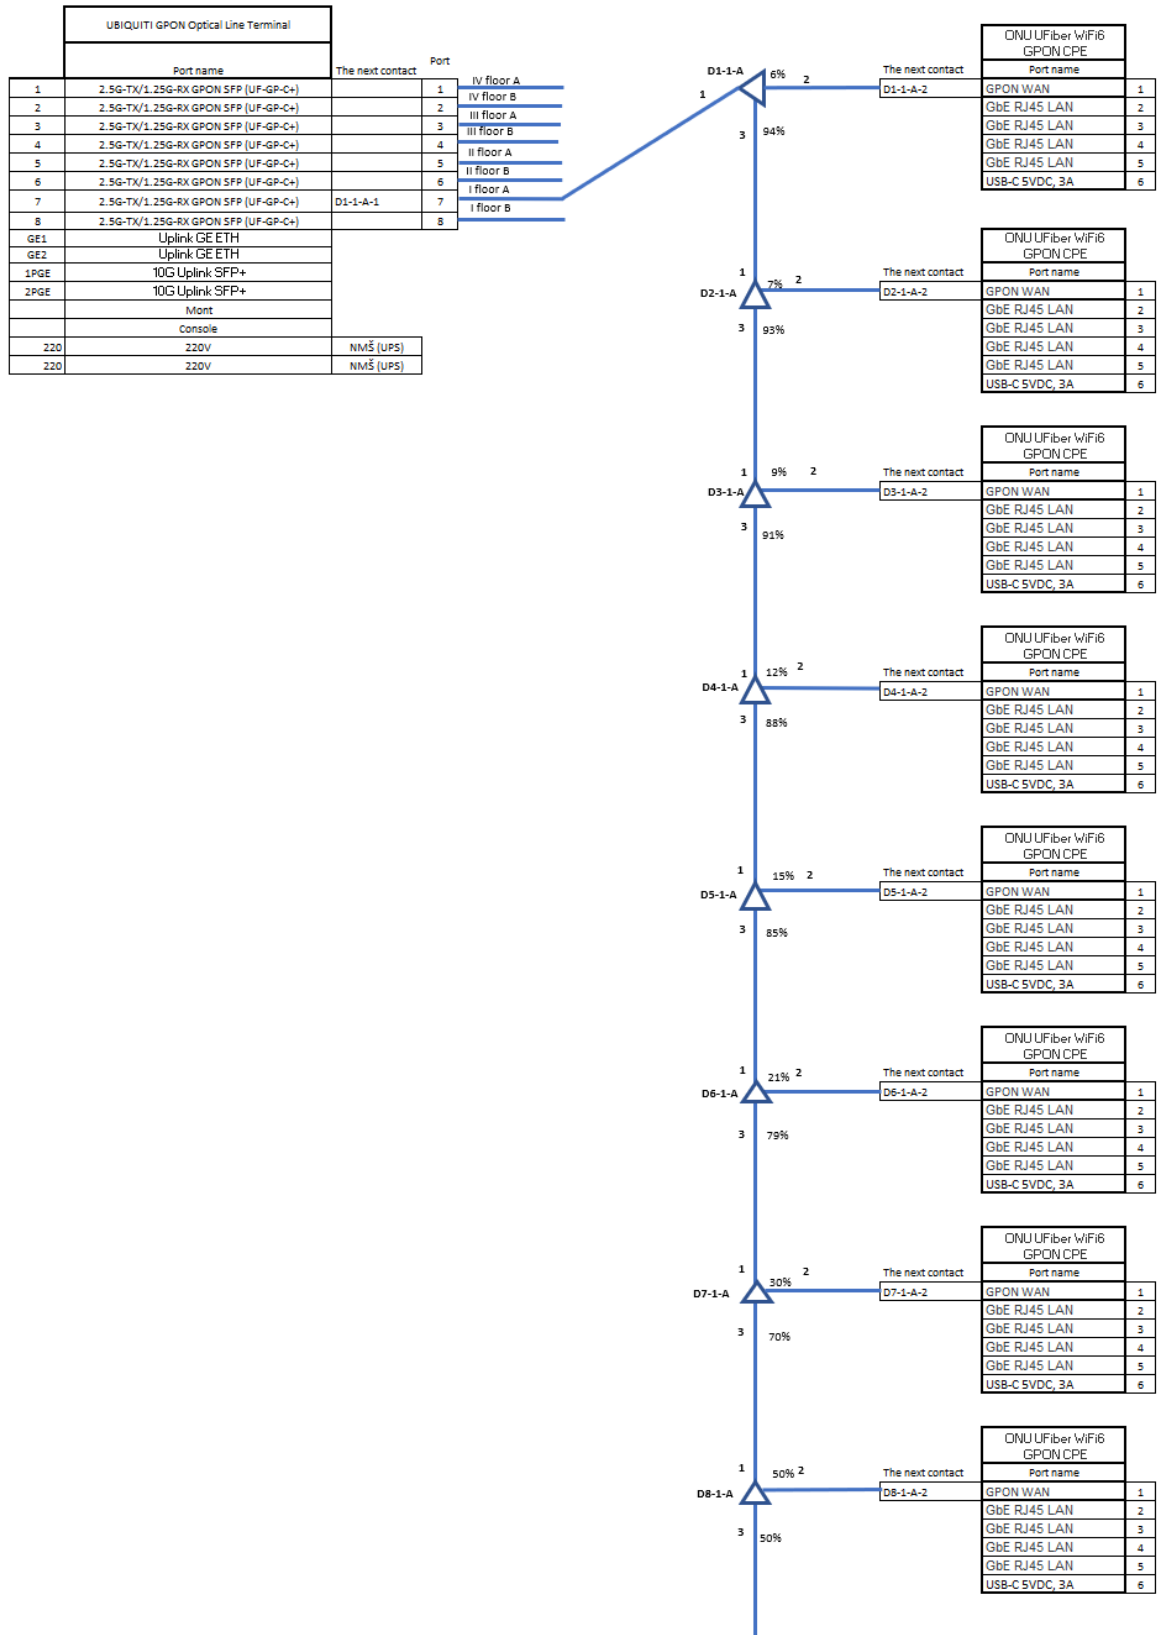 UBIQUITI GPON Optical Line Terminal
Port name The next contact Port
1 2.5G-TX/1.25G-RX GPON SFP (UF-GP-C+) 1 IV floor A
2 2.5G-TX/1.25G-RX GPON SFP (UF-GP-C+) 2 IV floor B
3 2.5G-TX/1.25G-RX GPON SFP (UF-GP-C+) 3 III floor A
4 2.5G-TX/1.25G-RX GPON SFP (UF-GP-C+) 4 III floor B
5 2.5G-TX/1.25G-RX GPON SFP (UF-GP-C+) 5 II floor A
6 2.5G-TX/1.25G-RX GPON SFP (UF-GP-C+) 6 II floor B
7 2.5G-TX/1.25G-RX GPON SFP (UF-GP-C+) D1-1-A-1 7 I floor A
8 2.5G-TX/1.25G-RX GPON SFP (UF-GP-C+) 8 I floor B
GE1 Uplink GE ETH
GE2 Uplink GE ETH
1PGE 10G Uplink SFP+
2PGE 10G Uplink SFP+
Mont
Console
220 220V NMŠ (UPS)
220 220V NMŠ (UPS)
ONU UFiber WiFi6
GPON CPE
D1-1-A 6% 2 The next contact Port name
1 D1-1-A-2 GPON WAN 1
GbE RJ45 LAN 2
3 94% GbE RJ45 LAN 3
GbE RJ45 LAN 4
GbE RJ45 LAN 5
USB-C 5VDC, 3A 6
ONU UFiber WiFi6
GPON CPE
1 7% 2 The next contact Port name
D2-1-A D2-1-A-2 GPON WAN 1
GbE RJ45 LAN 2
3 93% GbE RJ45 LAN 3
GbE RJ45 LAN 4
GbE RJ45 LAN 5
USB-C 5VDC, 3A 6
ONU UFiber WiFi6
GPON CPE
1 9% 2 The next contact Port name
D3-1-A D3-1-A-2 GPON WAN 1
GbE RJ45 LAN 2
3 91% GbE RJ45 LAN 3
GbE RJ45 LAN 4
GbE RJ45 LAN 5
USB-C 5VDC, 3A 6
ONU UFiber WiFi6
GPON CPE
1 12% 2 The next contact Port name
D4-1-A D4-1-A-2 GPON WAN 1
GbE RJ45 LAN 2
3 88% GbE RJ45 LAN 3
GbE RJ45 LAN 4
GbE RJ45 LAN 5
USB-C 5VDC, 3A 6
ONU UFiber WiFi6
GPON CPE
1 15% 2 The next contact Port name
D5-1-A D5-1-A-2 GPON WAN 1
GbE RJ45 LAN 2
3 85% GbE RJ45 LAN 3
GbE RJ45 LAN 4
GbE RJ45 LAN 5
USB-C 5VDC, 3A 6
ONU UFiber WiFi6
GPON CPE
1 21% 2 The next contact Port name
D6-1-A D6-1-A-2 GPON WAN 1
GbE RJ45 LAN 2
3 79% GbE RJ45 LAN 3
GbE RJ45 LAN 4
GbE RJ45 LAN 5
USB-C 5VDC, 3A 6
ONU UFiber WiFi6
GPON CPE
1 30% 2 The next contact Port name
D7-1-A D7-1-A-2 GPON WAN 1
GbE RJ45 LAN 2
3 70% GbE RJ45 LAN 3
GbE RJ45 LAN 4
GbE RJ45 LAN 5
USB-C 5VDC, 3A 6
ONU UFiber WiFi6
GPON CPE
1 50% 2 The next contact Port name
D8-1-A D8-1-A-2 GPON WAN 1
GbE RJ45 LAN 2
3 50% GbE RJ45 LAN 3
GbE RJ45 LAN 4
GbE RJ45 LAN 5
USB-C 5VDC, 3A 6